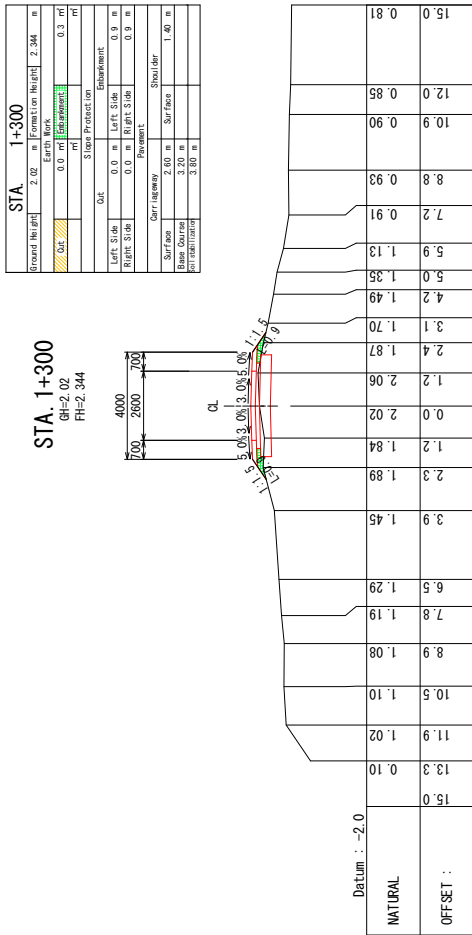 STA. 1+300
Ground Height 2.02 m Formation Height 2.344 m
Earth Work
Cut 0.0 ㎡ Embankment 0.3 ㎡
㎡ ㎡
Slope Protection
Cut Embankment
Left Side 0.0 m Left Side 0.9 m
Right Side 0.0 m Right Side 0.9 m
Pavement
Carriageway Shoulder
Surface 2.60 m Surface 1.40 m
Base Course 3.20 m
Soil stabilization 3.80 m
STA. 1+300
GH=2.02
FH=2.344
4000
700 2600 700
CL
5.0% 3.0% 2.0% 5.0%
1:1.5 1:1.5
L=0.9
Datum : -2.0
NATURAL 0.10 1.02 1.10 1.08 1.19 1.29 1.45 1.89 1.84 2.02 2.06 1.87 1.70 1.49 1.35 1.13 0.91 0.93 0.90 0.85 0.81
OFFSET : 15.0 13.3 11.9 10.5 8.9 7.8 6.5 3.9 2.3 1.2 0.0 1.2 2.4 3.1 4.2 5.0 5.9 7.2 8.8 10.9 12.0 15.0